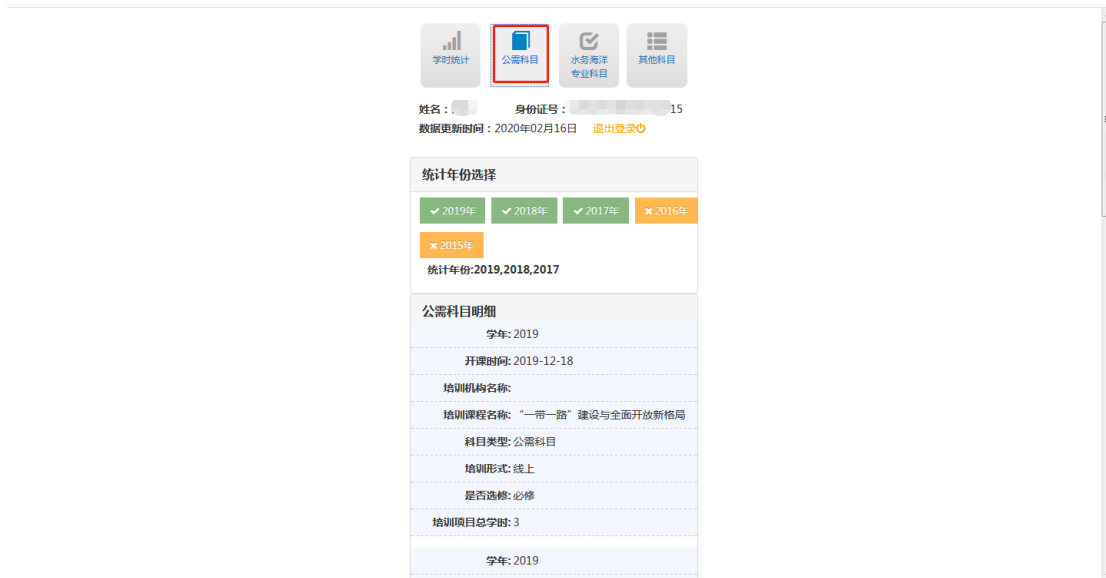 学时统计
公需科目
水务海洋
专业科目
其他科目
姓名： 身份证号： 15
数据更新时间：2020年02月16日 退出登录
统计年份选择
2019年 2018年 2017年 2016年
2015年
统计年份:2019,2018,2017
公需科目明细
学年: 2019
开课时间: 2019-12-18
培训机构名称:
培训课程名称: “一带一路”建设与全面开放新格局
科目类型: 公需科目
培训形式: 线上
是否选修: 必修
培训项目总学时: 3
学年: 2019